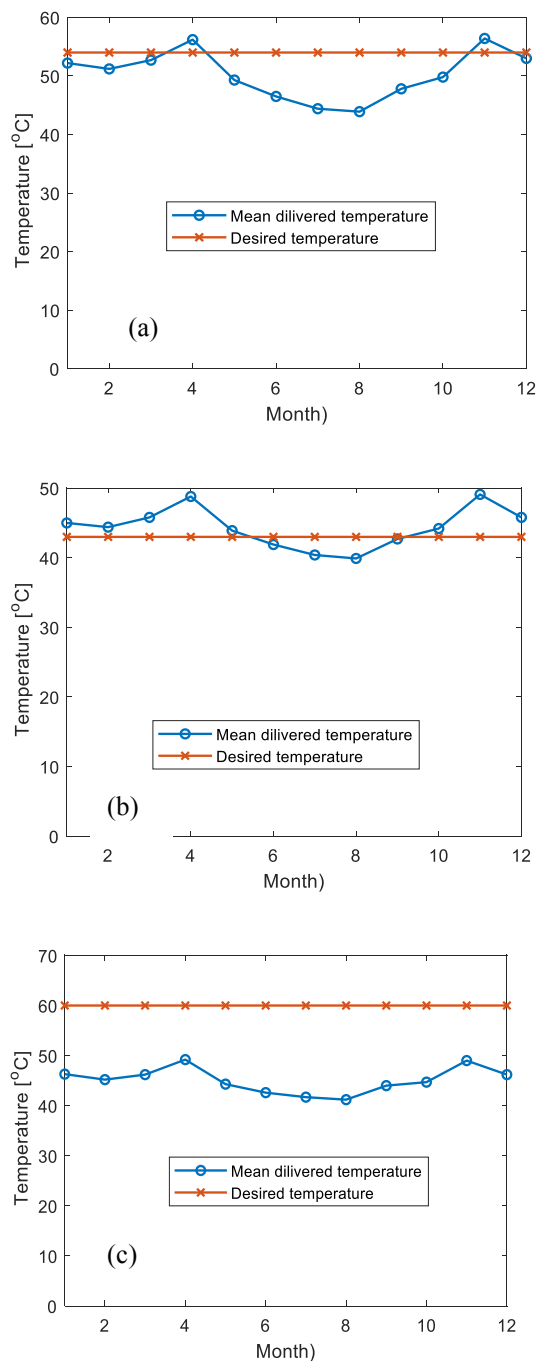 60
50
40
30
20
10
0
Temperature [°C]
Mean dilivered temperature
Desired temperature
(a)
2 4 6 8 10 12
Month)
50
40
30
20
10
0
Temperature [°C]
Mean dilivered temperature
Desired temperature
(b)
2 4 6 8 10 12
Month)
70
60
50
40
30
20
10
0
Temperature [°C]
Mean dilivered temperature
Desired temperature
(c)
2 4 6 8 10 12
Month)